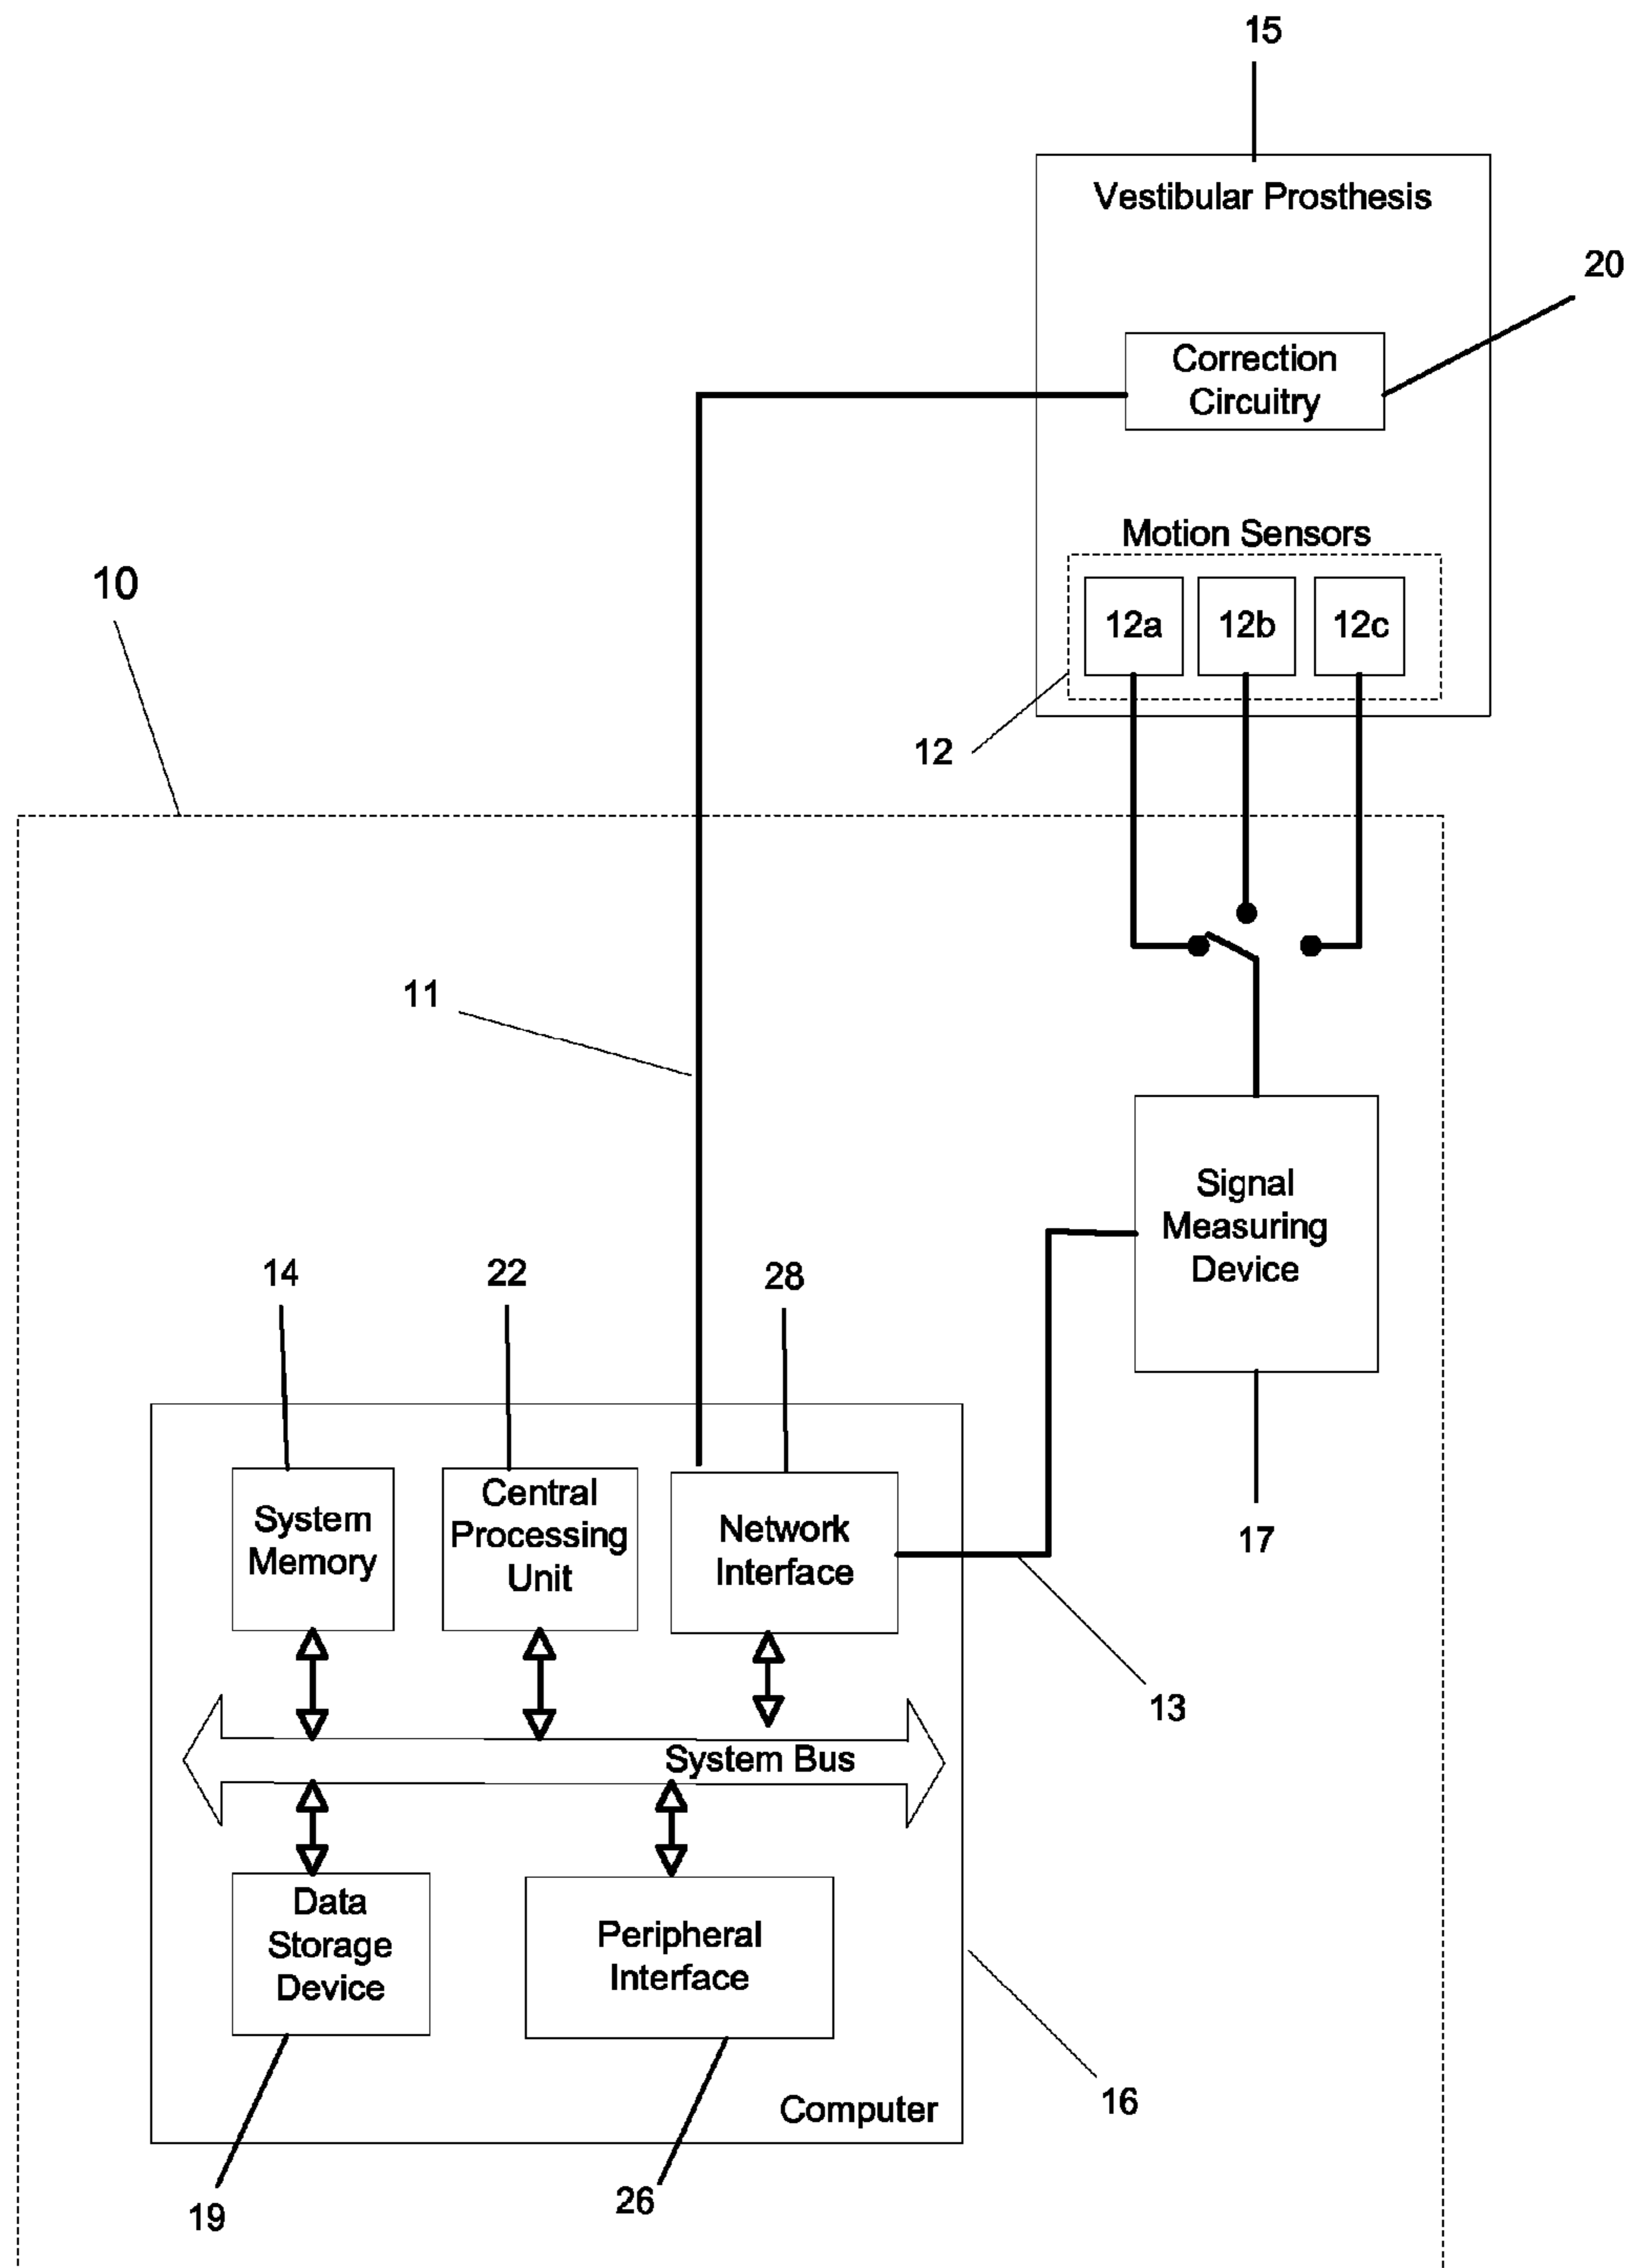 15
Vestibular Prosthesis
20
Correction
Circuitry
Motion Sensors
10
12a
12b
12c
12
11
Signal
Measuring
Device
14
22
28
System
Memory
Central
Processing
Unit
Network
Interface
17
13
System Bus
Data
Storage
Device
Peripheral
Interface
16
Computer
19
26